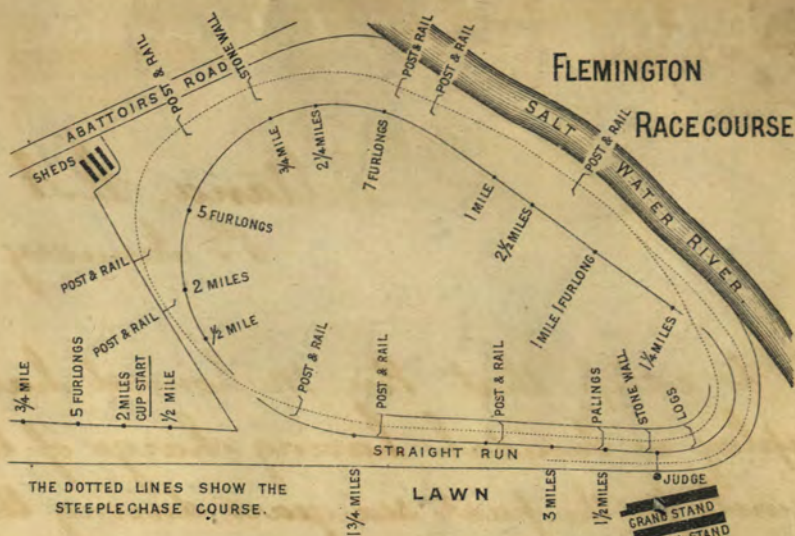 FLEMINGTON
RACECOURSE
SALT WATER RIVER.
ABATTOIRS ROAD
POST & RAIL
STONE WALL
POST & RAIL
POST & RAIL
POST & RAIL
SHEDS
3/4 MILE
2 1/4 MILES
7 FURLONGS
1 MILE
2 1/2 MILES
1 MILE 1 FURLONG
1 1/4 MILES
5 FURLONGS
2 MILES
1/2 MILE
POST & RAIL
POST & RAIL
POST & RAIL
POST & RAIL
POST & RAIL
PALINGS
STONE WALL
LOGS
3/4 MILE
5 FURLONGS
2 MILES
CUP START
1/2 MILE
STRAIGHT RUN
THE DOTTED LINES SHOW THE
STEEPLECHASE COURSE.
LAWN
1 3/4 MILES
3 MILES
1 1/2 MILES
JUDGE
GRAND STAND
STAND